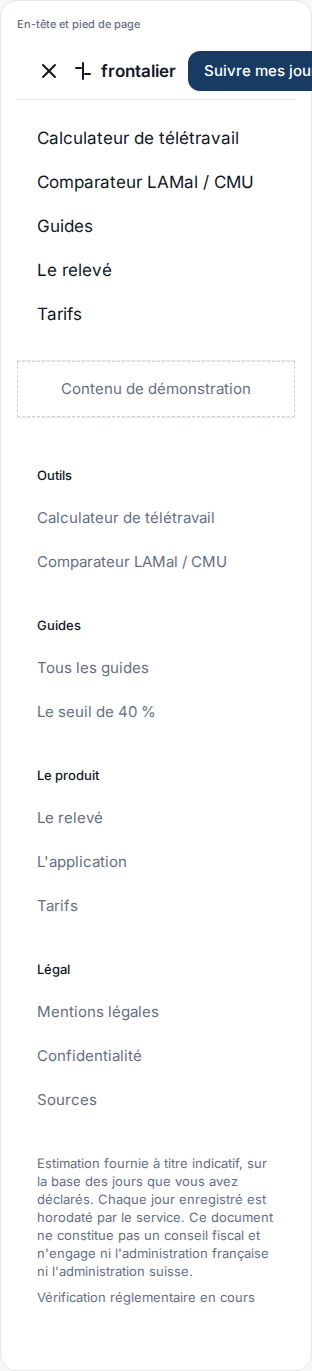 En-tête et pied de page
frontalier
Suivre mes jou
Calculateur de télétravail
Comparateur LAMal / CMU
Guides
Le relevé
Tarifs
Contenu de démonstration
Outils
Calculateur de télétravail
Comparateur LAMal / CMU
Guides
Tous les guides
Le seuil de 40 %
Le produit
Le relevé
L'application
Tarifs
Légal
Mentions légales
Confidentialité
Sources
Estimation fournie à titre indicatif, sur
la base des jours que vous avez
déclarés. Chaque jour enregistré est
horodaté par le service. Ce document
ne constitue pas un conseil fiscal et
n'engage ni l'administration française
ni l'administration suisse.
Vérification réglementaire en cours